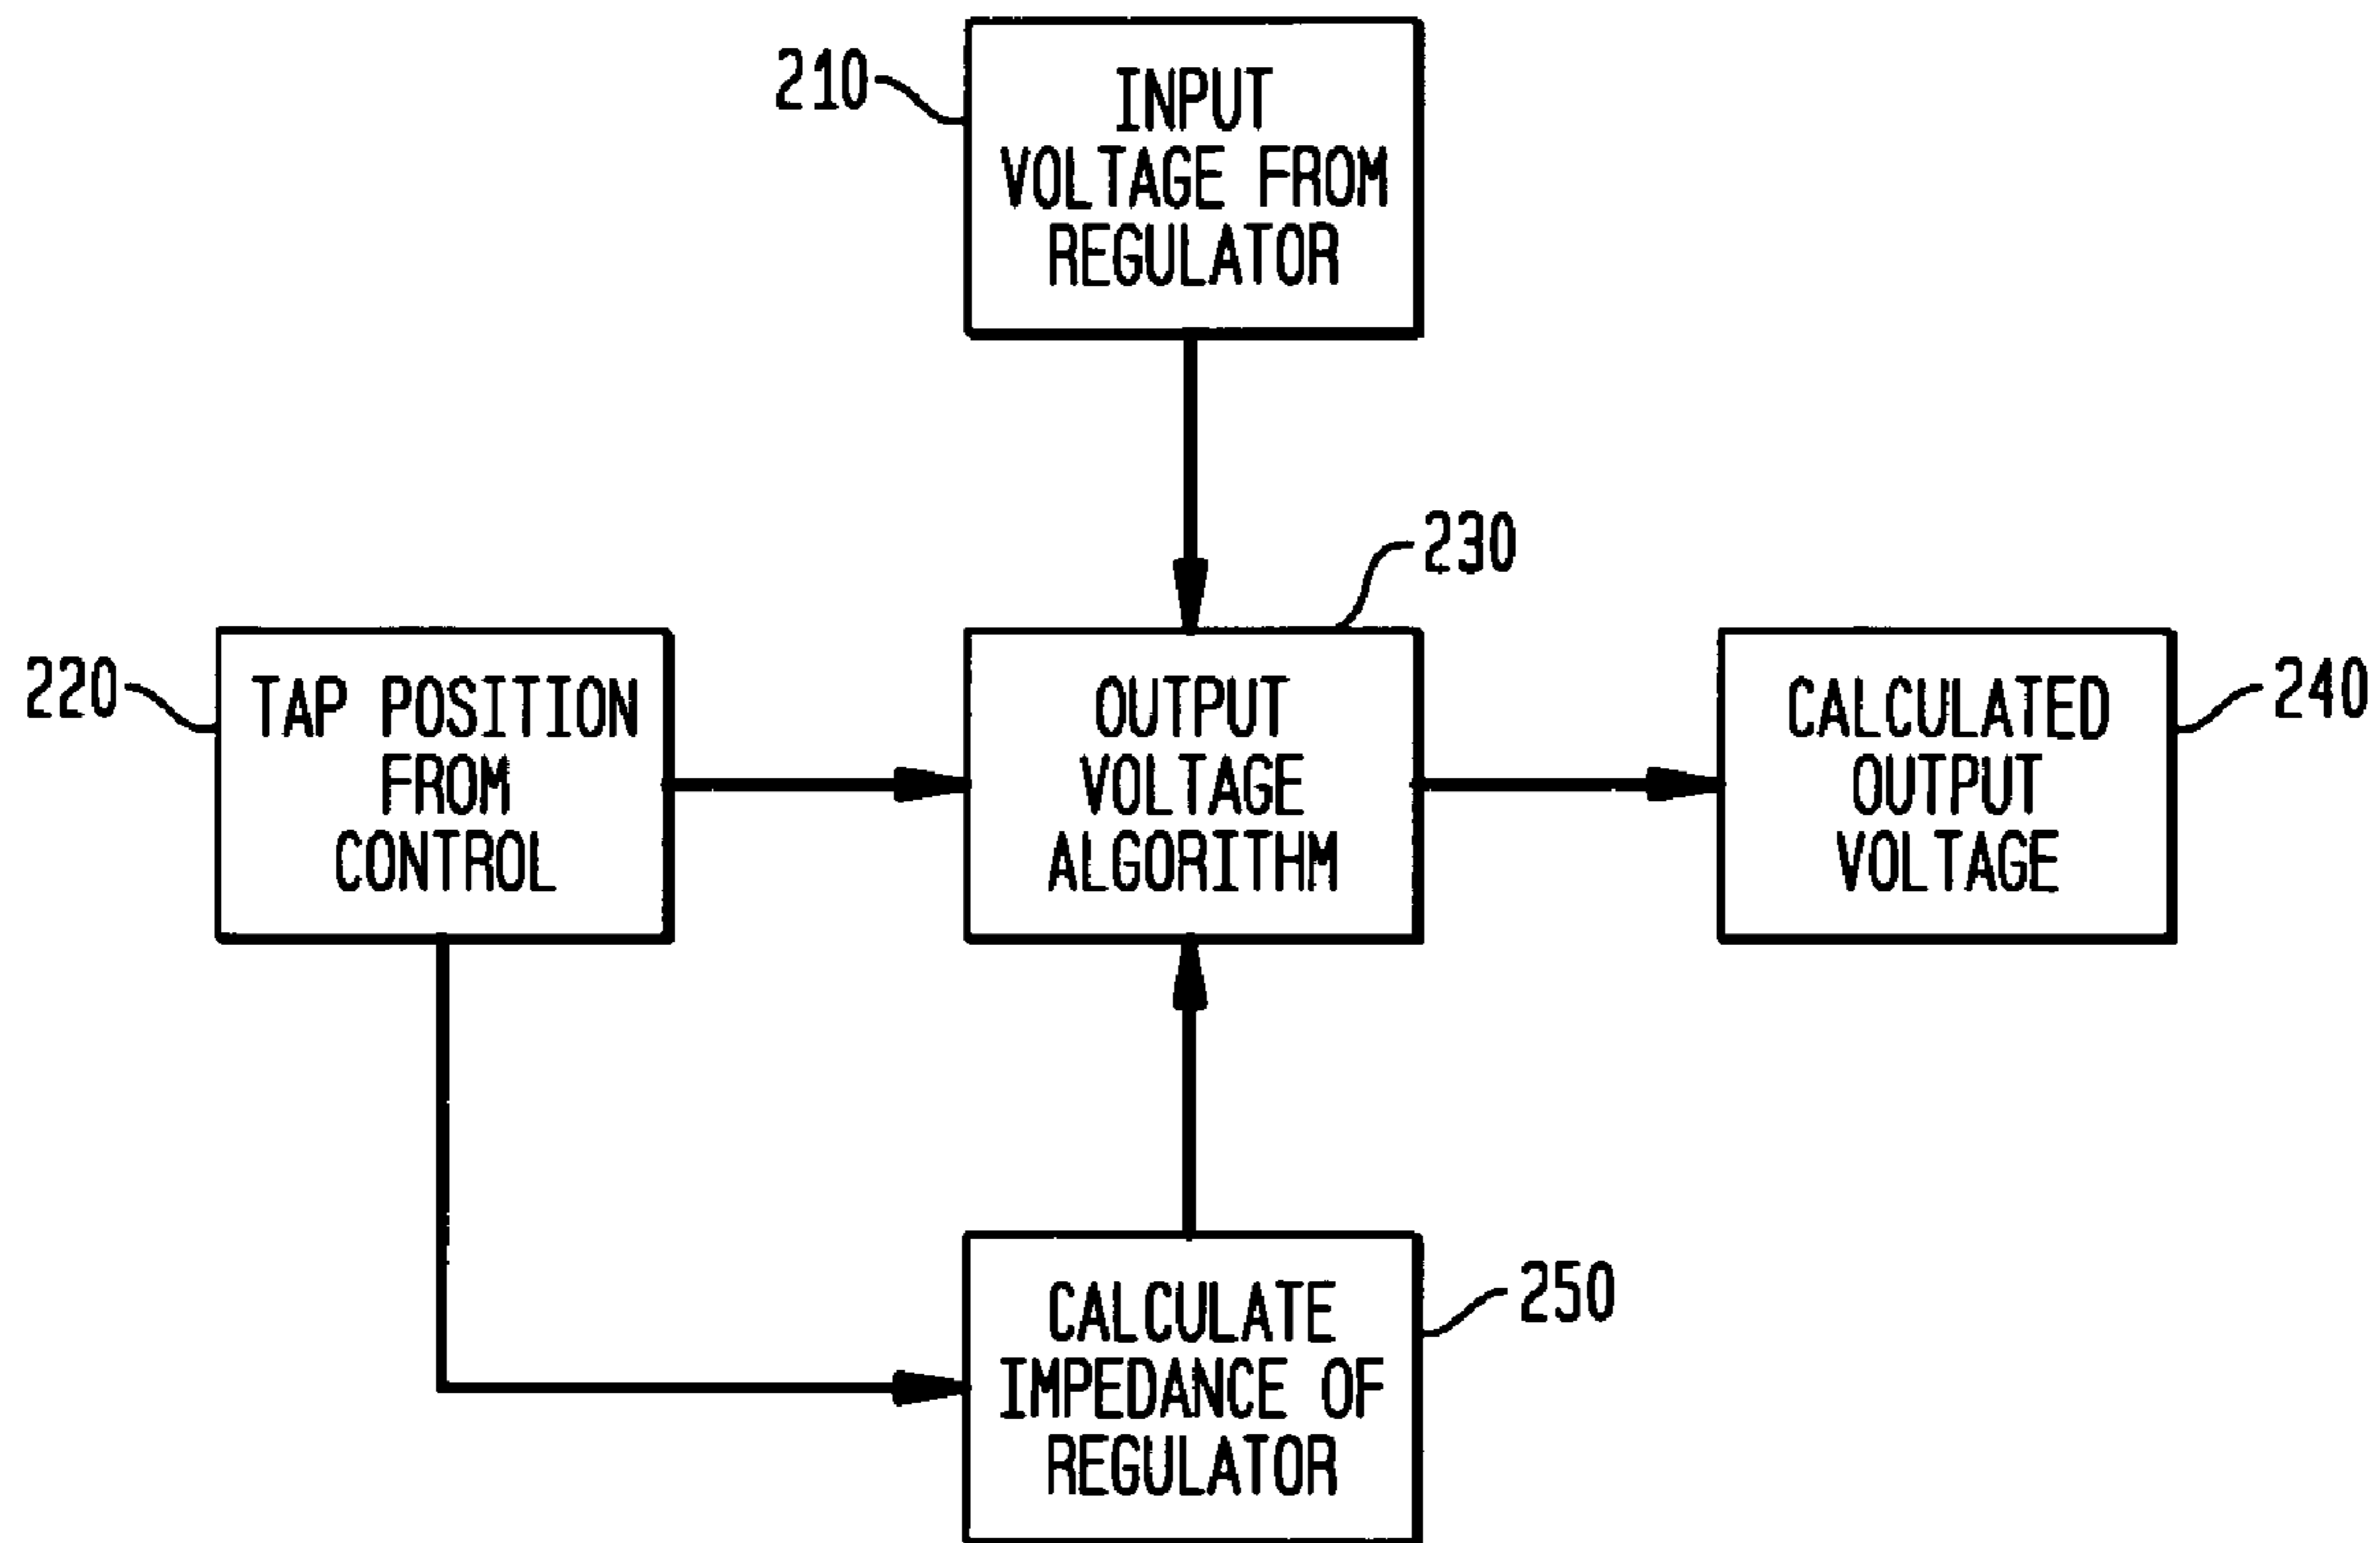 210
INPUT
VOLTAGE FROM
REGULATOR
230
220
TAP POSITION
FROM
CONTROL
OUTPUT
VOLTAGE
ALGORITHM
CALCULATED
OUTPUT
VOLTAGE
240
CALCULATE
IMPEDANCE OF
REGULATOR
250